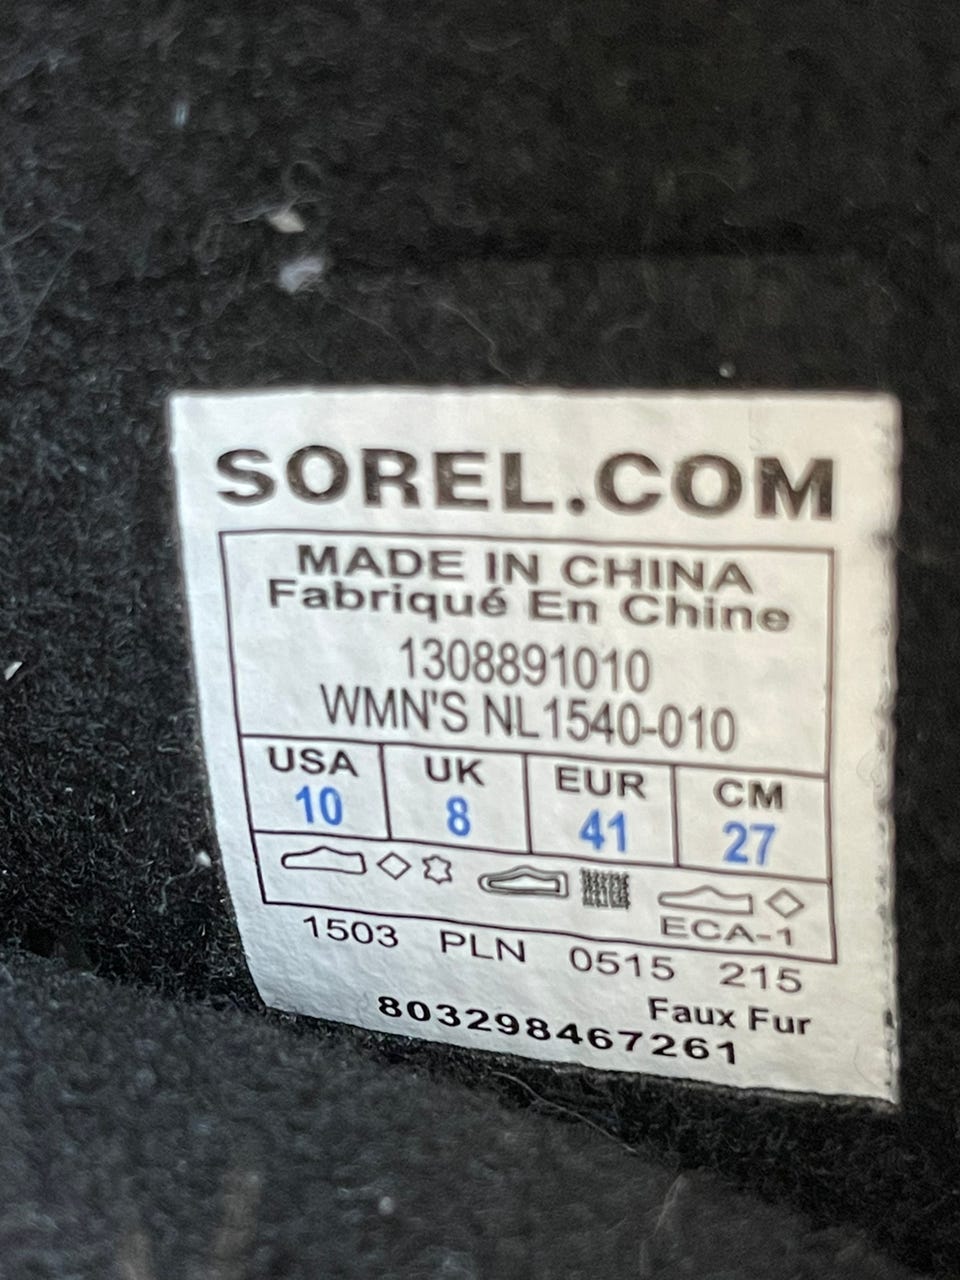 SOREL.COM
MADE IN CHINA
Fabriqué En Chine
1308891010
WMN'S NL1540-010
USA UK EUR CM
10 8 41 27
ECA-1
1503 PLN 0515 215
Faux Fur
803298467261